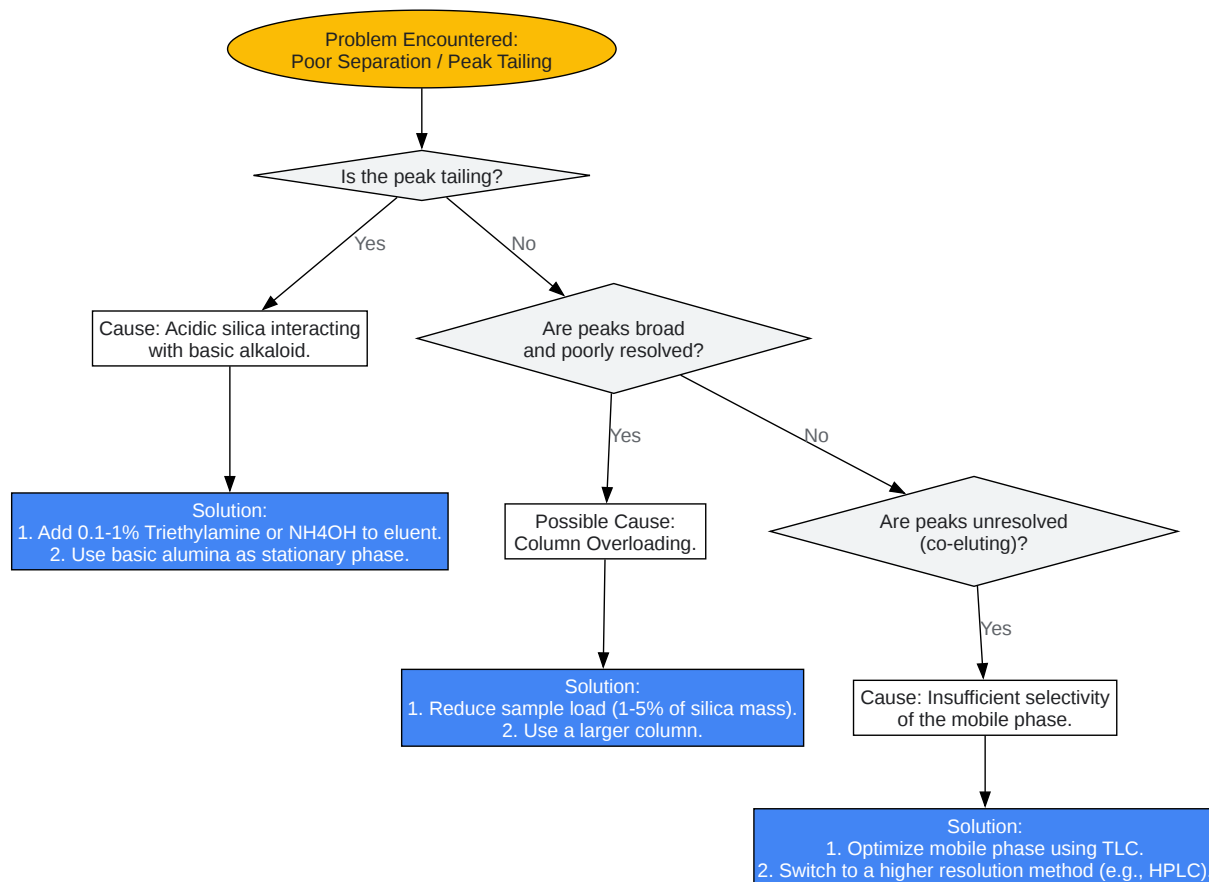 Problem Encountered:
Poor Separation / Peak Tailing
Is the peak tailing?
Yes
No
Cause: Acidic silica interacting
with basic alkaloid.
Are peaks broad
and poorly resolved?
Yes
No
Solution:
1. Add 0.1-1% Triethylamine or NH4OH to eluent.
2. Use basic alumina as stationary phase.
Possible Cause:
Column Overloading.
Are peaks unresolved
(co-eluting)?
Yes
Solution:
1. Reduce sample load (1-5% of silica mass).
2. Use a larger column.
Cause: Insufficient selectivity
of the mobile phase.
Solution:
1. Optimize mobile phase using TLC.
2. Switch to a higher resolution method (e.g., HPLC).